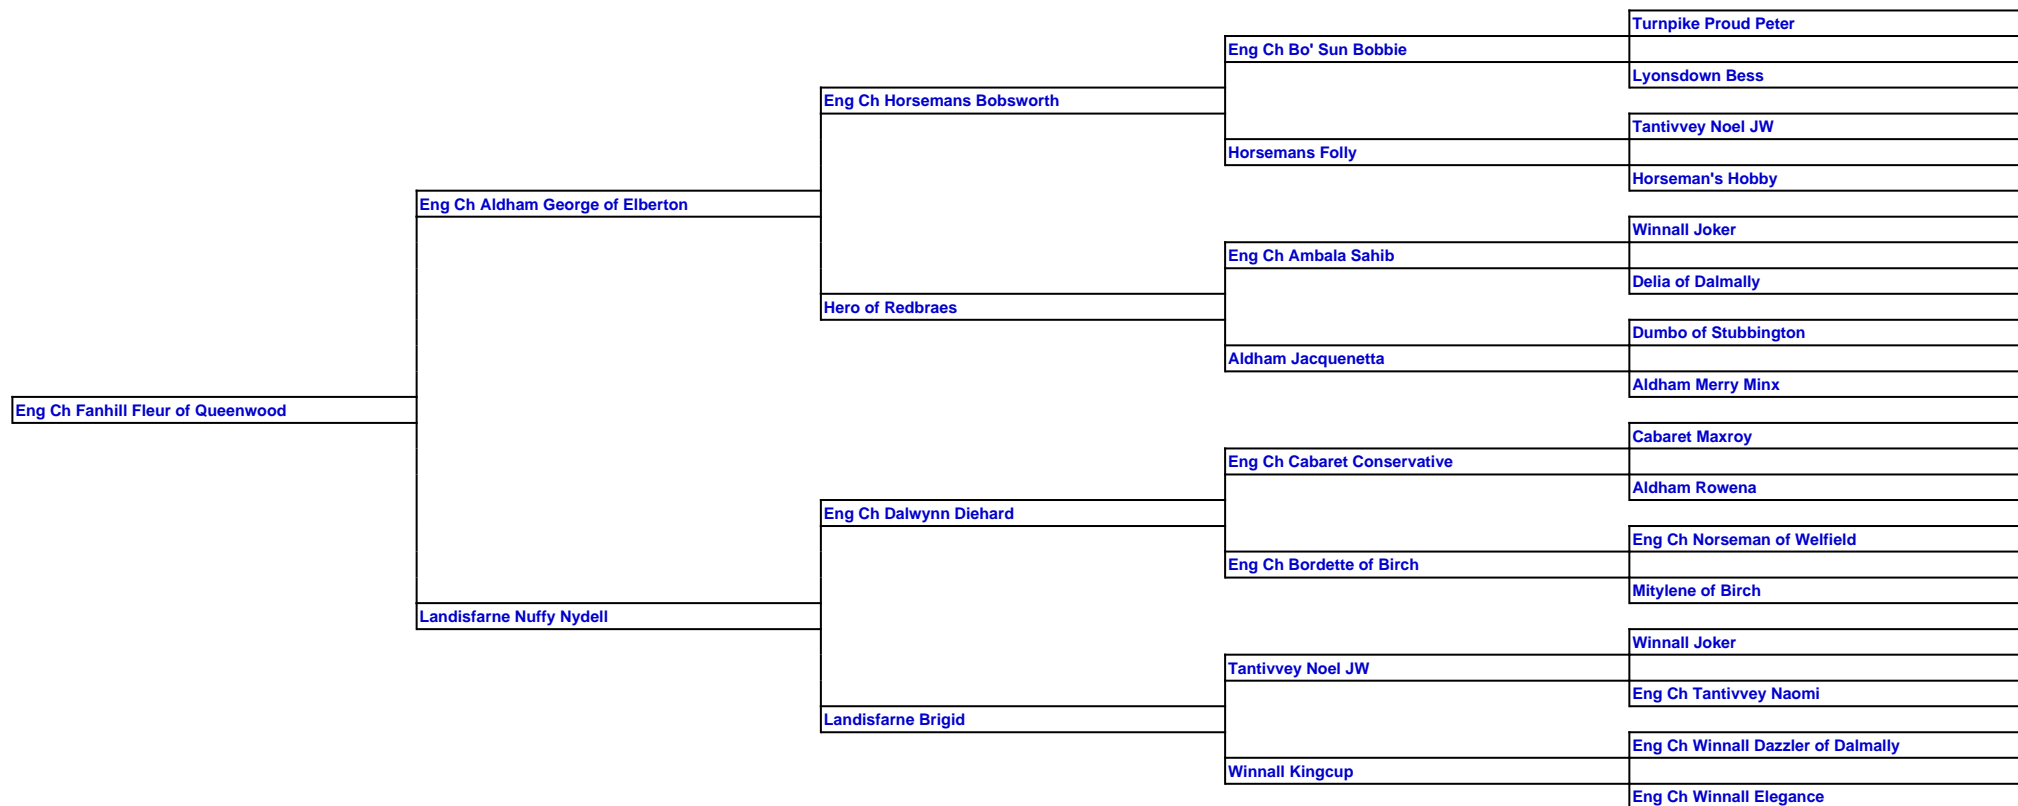 Turnpike Proud Peter
Eng Ch Bo' Sun Bobbie
Lyonsdown Bess
Eng Ch Horsemans Bobsworth
Tantivvey Noel JW
Horsemans Folly
Horseman's Hobby
Eng Ch Aldham George of Elberton
Winnall Joker
Eng Ch Ambala Sahib
Delia of Dalmally
Hero of Redbraes
Dumbo of Stubbington
Aldham Jacquenetta
Aldham Merry Minx
Eng Ch Fanhill Fleur of Queenwood
Cabaret Maxroy
Eng Ch Cabaret Conservative
Aldham Rowena
Eng Ch Dalwynn Diehard
Eng Ch Norseman of Welfield
Eng Ch Bordette of Birch
Mitylene of Birch
Landisfarne Nuffy Nydell
Winnall Joker
Tantivvey Noel JW
Eng Ch Tantivvey Naomi
Landisfarne Brigid
Eng Ch Winnall Dazzler of Dalmally
Winnall Kingcup
Eng Ch Winnall Elegance